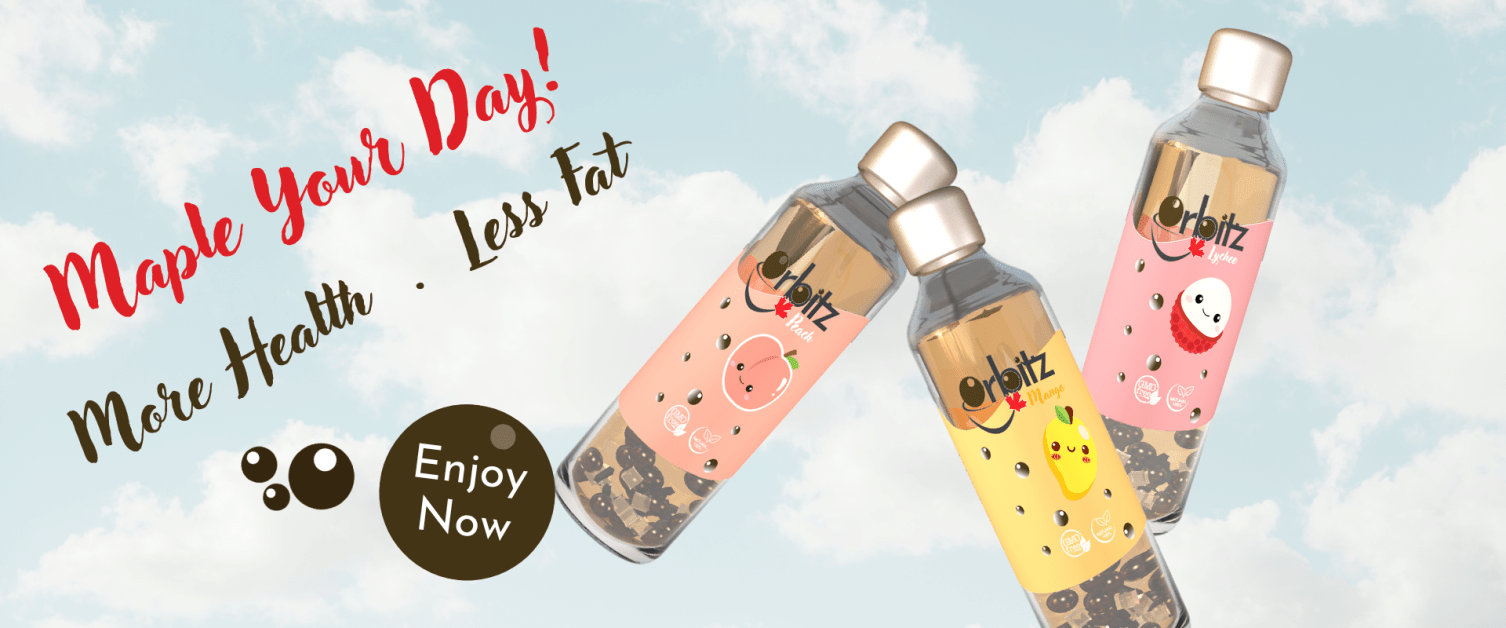 Maple Your Day!
More Health . Less Fat
Enjoy
Now
Orbitz
Peach
Orbitz
Mango
Orbitz
Lychee